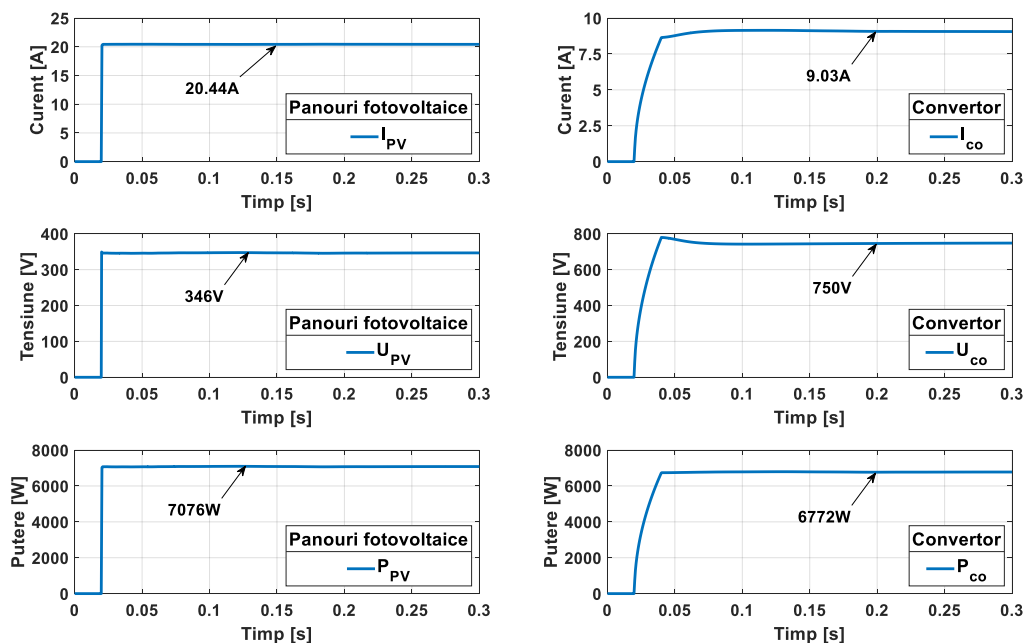 25
20
15
10
5
0
Curent [A]
20.44A
Panouri fotovoltaice
I_PV
0 0.05 0.1 0.15 0.2 0.25 0.3
Timp [s]
10
7.5
5
2.5
0
Curent [A]
9.03A
Convertor
I_co
0 0.05 0.1 0.15 0.2 0.25 0.3
Timp [s]
400
300
200
100
0
Tensiune [V]
346V
Panouri fotovoltaice
U_PV
0 0.05 0.1 0.15 0.2 0.25 0.3
Timp [s]
800
600
400
200
0
Tensiune [V]
750V
Convertor
U_co
0 0.05 0.1 0.15 0.2 0.25 0.3
Timp [s]
8000
6000
4000
2000
0
Putere [W]
7076W
Panouri fotovoltaice
P_PV
0 0.05 0.1 0.15 0.2 0.25 0.3
Timp [s]
8000
6000
4000
2000
0
Putere [W]
6772W
Convertor
P_co
0 0.05 0.1 0.15 0.2 0.25 0.3
Timp [s]